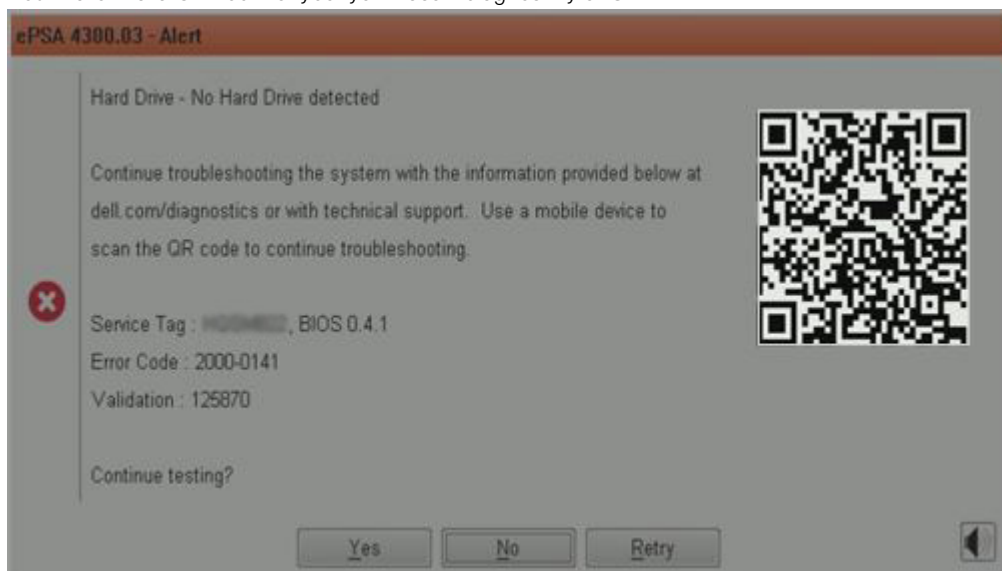 ePSA 4300.03 - Alert
Hard Drive - No Hard Drive detected
Continue troubleshooting the system with the information provided below at
dell.com/diagnostics or with technical support. Use a mobile device to
scan the QR code to continue troubleshooting.
Service Tag : , BIOS 0.4.1
Error Code : 2000-0141
Validation : 125870
Continue testing?
Yes
No
Retry